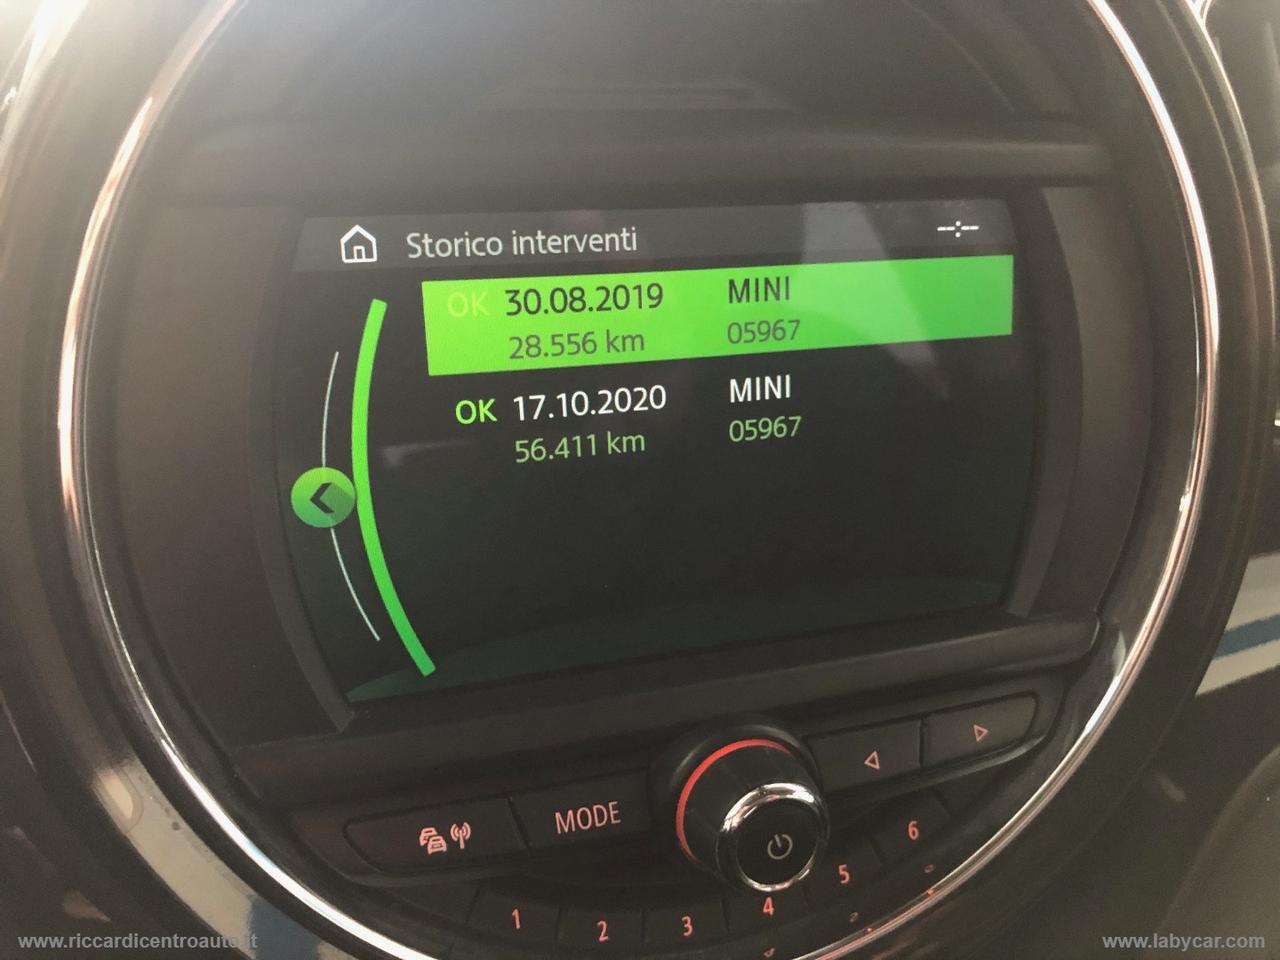 Storico interventi --:--
OK 30.08.2019 MINI
28.556 km 05967
OK 17.10.2020 MINI
56.411 km 05967
MODE
1 2 3 4 5 6
www.riccardicentroauto.it
www.labycar.com